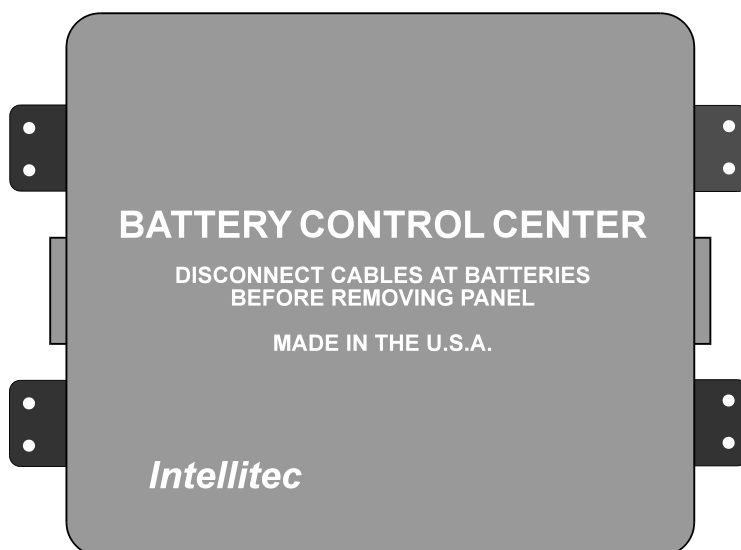 BATTERY CONTROL CENTER
DISCONNECT CABLES AT BATTERIES
BEFORE REMOVING PANEL
MADE IN THE U.S.A.
Intellitec